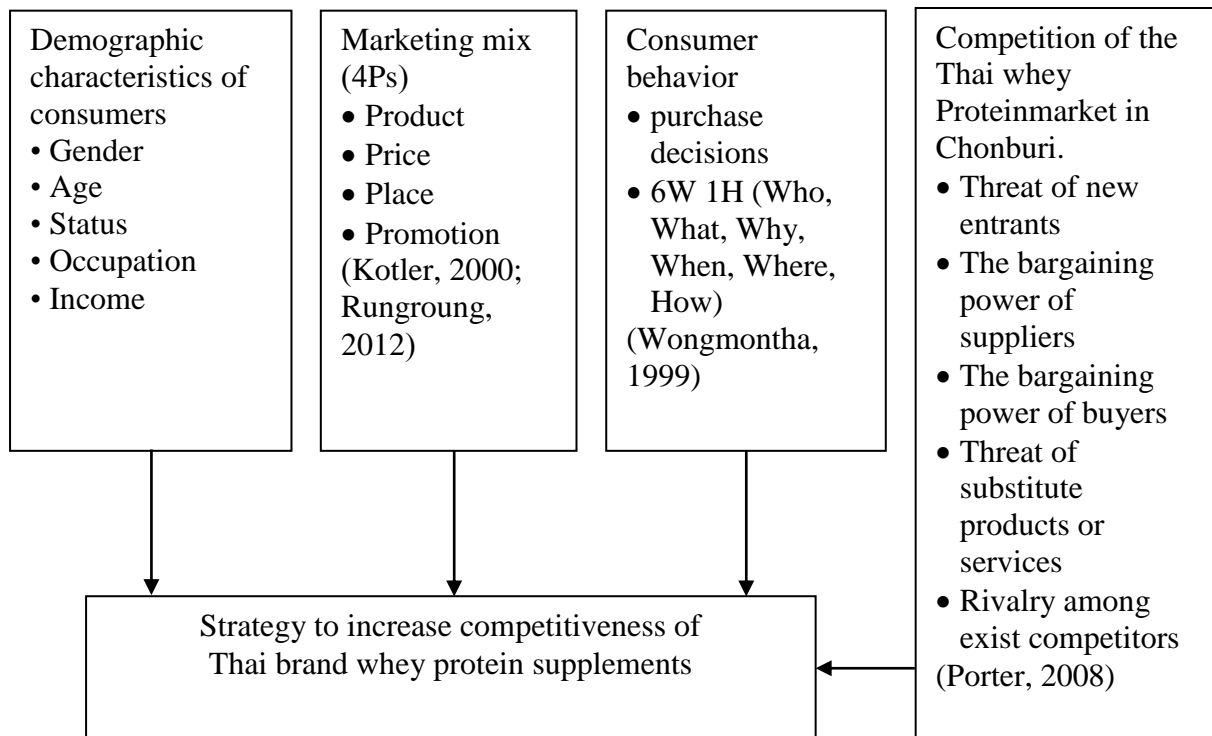 Demographic
characteristics of
consumers
• Gender
• Age
• Status
• Occupation
• Income
Marketing mix
(4Ps)
• Product
• Price
• Place
• Promotion
(Kotler, 2000;
Rungroung,
2012)
Consumer
behavior
• purchase
decisions
• 6W 1H (Who,
What, Why,
When, Where,
How)
(Wongmontha,
1999)
Competition of the
Thai whey
Proteinmarket in
Chonburi.
• Threat of new
entrants
• The bargaining
power of
suppliers
• The bargaining
power of buyers
• Threat of
substitute
products or
services
• Rivalry among
exist competitors
(Porter, 2008)
Strategy to increase competitiveness of
Thai brand whey protein supplements